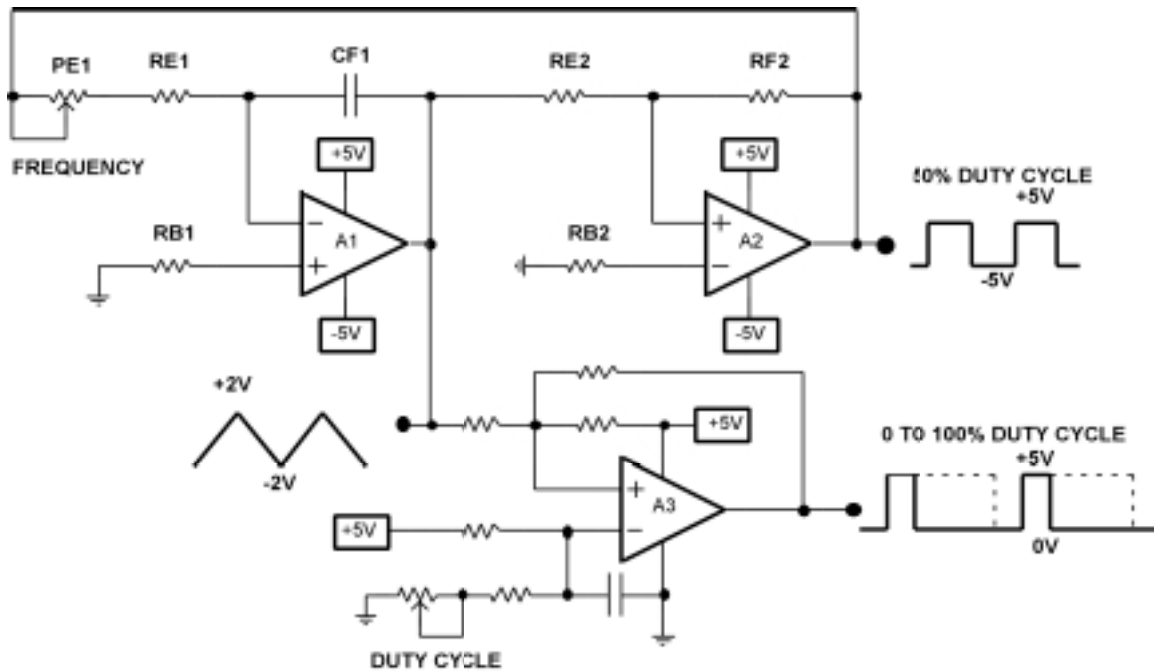 PE1
RE1
CF1
RE2
RF2
FREQUENCY
+5V
+5V
50% DUTY CYCLE
+5V
-5V
RB1
-
A1
+
RB2
+
A2
-
-5V
-5V
+2V
-2V
+5V
0 TO 100% DUTY CYCLE
+5V
0V
+
A3
-
+5V
DUTY CYCLE